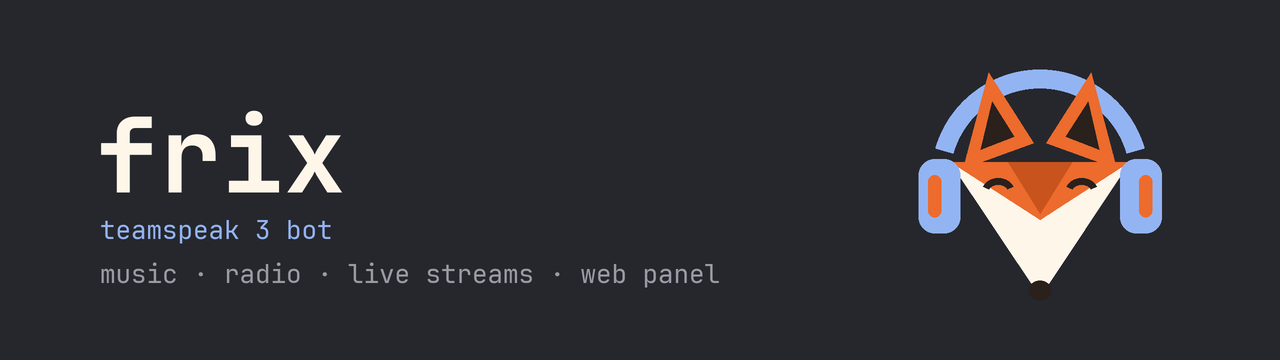 frix
teamspeak 3 bot
music · radio · live streams · web panel